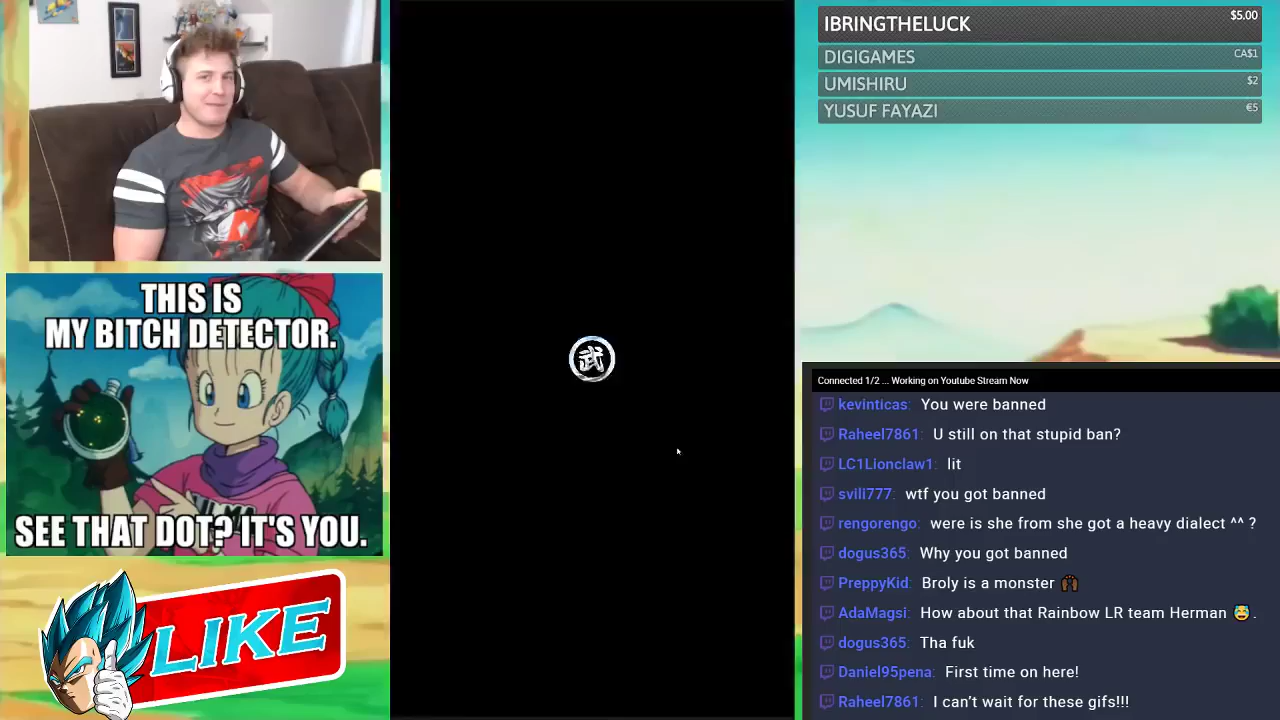 THIS IS
MY BITCH DETECTOR.
SEE THAT DOT? IT'S YOU.
LIKE
武
IBRINGTHELUCK $5.00
DIGIGAMES CA$1
UMISHIRU $2
YUSUF FAYAZI €5
Connected 1/2 ... Working on Youtube Stream Now
kevinticas: You were banned
Raheel7861: U still on that stupid ban?
LC1Lionclaw1: lit
svili777: wtf you got banned
rengorengo: were is she from she got a heavy dialect ^^ ?
dogus365: Why you got banned
PreppyKid: Broly is a monster 🙌🏿
AdaMagsi: How about that Rainbow LR team Herman 😅.
dogus365: Tha fuk
Daniel95pena: First time on here!
Raheel7861: I can't wait for these gifs!!!